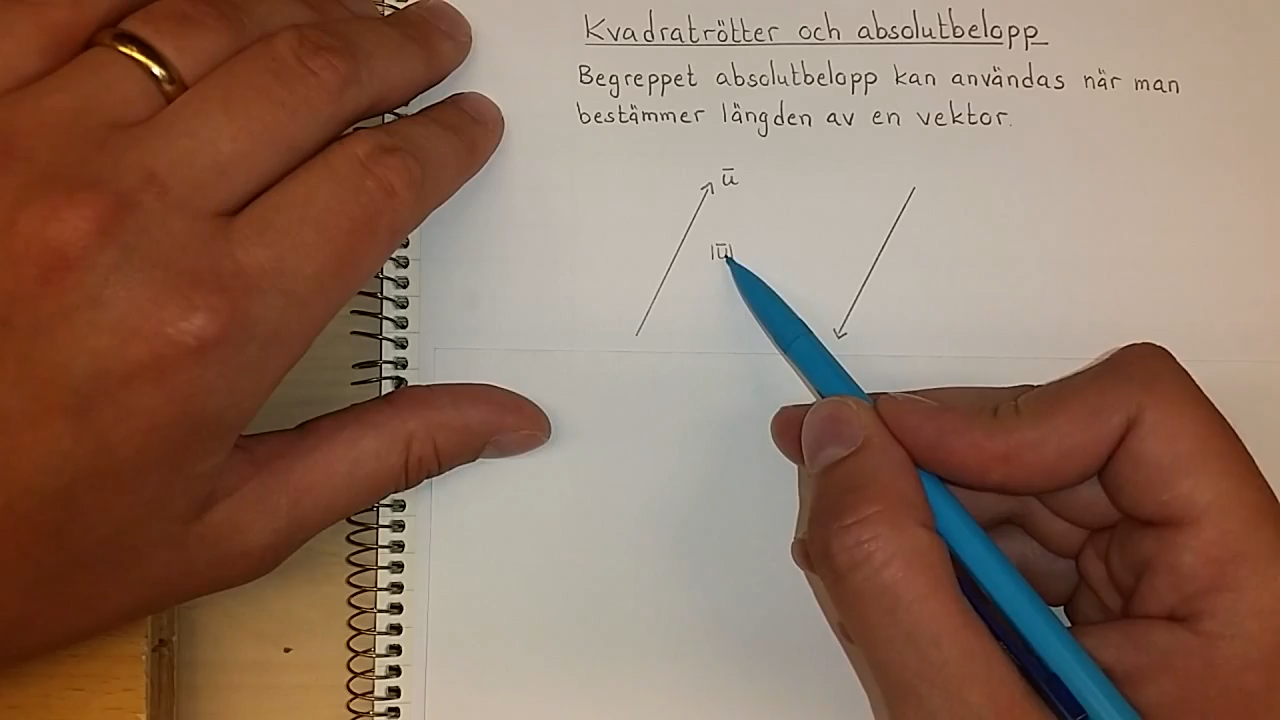 Kvadratrötter och absolutbelopp
Begreppet absolutbelopp kan användas när man
bestämmer längden av en vektor.
ū
|ū|